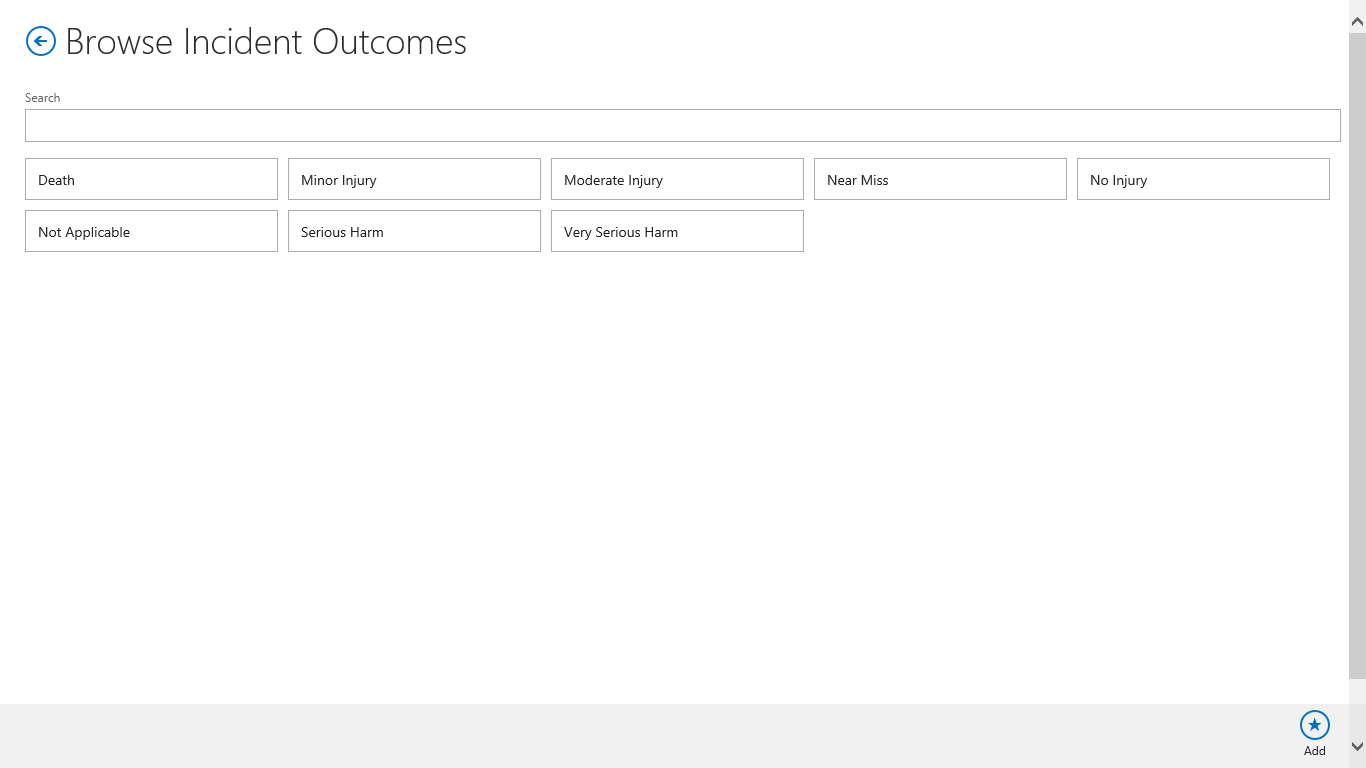 Browse Incident Outcomes
Search
Death
Minor Injury
Moderate Injury
Near Miss
No Injury
Not Applicable
Serious Harm
Very Serious Harm
Add